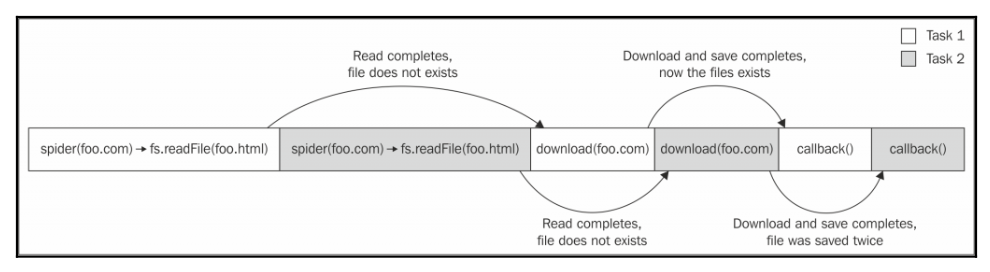 Task 1
Task 2
Read completes,
file does not exists
Download and save completes,
now the files exists
spider(foo.com) → fs.readFile(foo.html)
spider(foo.com) → fs.readFile(foo.html)
download(foo.com)
download(foo.com)
callback()
callback()
Read completes,
file does not exists
Download and save completes,
file was saved twice